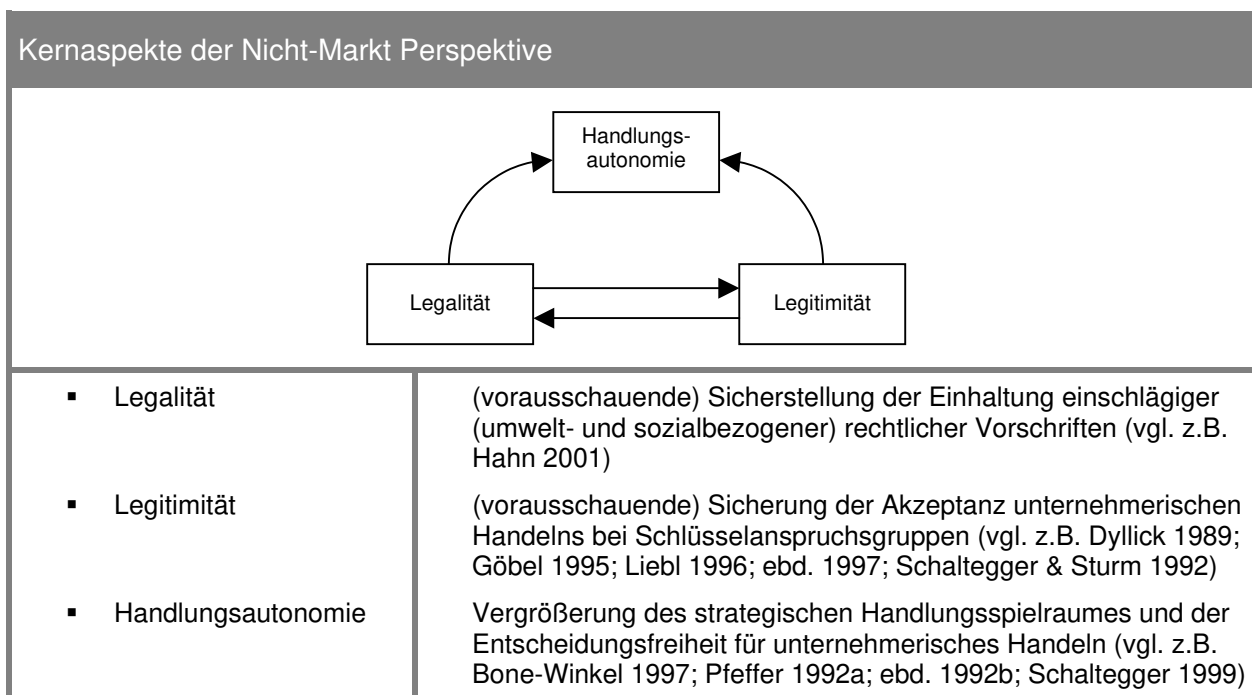 Kernaspekte der Nicht-Markt Perspektive
Handlungs-
autonomie
Legalität
Legitimität
▪ Legalität
(vorausschauende) Sicherstellung der Einhaltung einschlägiger
(umwelt- und sozialbezogener) rechtlicher Vorschriften (vgl. z.B.
Hahn 2001)
▪ Legitimität
(vorausschauende) Sicherung der Akzeptanz unternehmerischen
Handelns bei Schlüsselanspruchsgruppen (vgl. z.B. Dyllick 1989;
Göbel 1995; Liebl 1996; ebd. 1997; Schaltegger & Sturm 1992)
▪ Handlungsautonomie
Vergrößerung des strategischen Handlungsspielraumes und der
Entscheidungsfreiheit für unternehmerisches Handeln (vgl. z.B.
Bone-Winkel 1997; Pfeffer 1992a; ebd. 1992b; Schaltegger 1999)